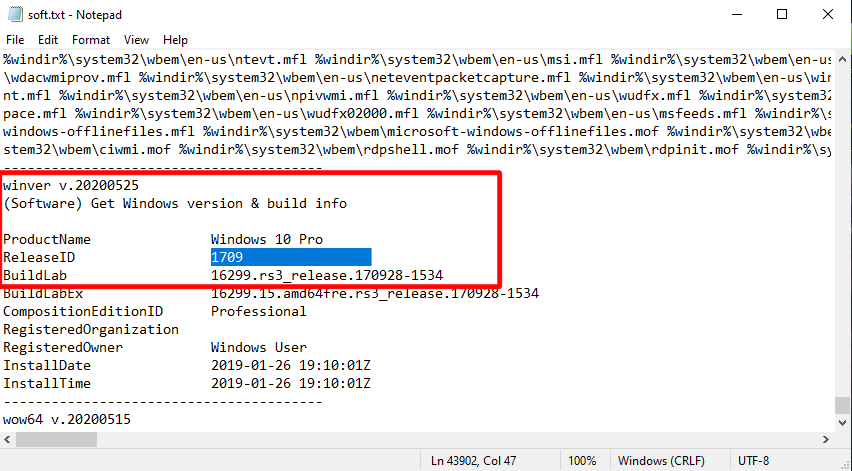 soft.txt - Notepad
File Edit Format View Help
%windir%\system32\wbem\en-us\ntevt.mfl %windir%\system32\wbem\en-us\msi.mfl %windir%\system32\wbem\en-us
\wdacwmiprov.mfl %windir%\system32\wbem\en-us\neteventpacketcapture.mfl %windir%\system32\wbem\en-us\win
nt.mfl %windir%\system32\wbem\en-us\npivwmi.mfl %windir%\system32\wbem\en-us\wudfx.mfl %windir%\system32
pace.mfl %windir%\system32\wbem\en-us\wudfx02000.mfl %windir%\system32\wbem\en-us\msfeeds.mfl %windir%\s
windows-offlinefiles.mfl %windir%\system32\wbem\microsoft-windows-offlinefiles.mof %windir%\system32\wbe
stem32\wbem\ciwmi.mof %windir%\system32\wbem\rdpshell.mof %windir%\system32\wbem\rdpinit.mof %windir%\sy
----------------------------------------
winver v.20200525
(Software) Get Windows version & build info
ProductName Windows 10 Pro
ReleaseID 1709
BuildLab 16299.rs3_release.170928-1534
BuildLabEx 16299.15.amd64fre.rs3_release.170928-1534
CompositionEditionID Professional
RegisteredOrganization
RegisteredOwner Windows User
InstallDate 2019-01-26 19:10:01Z
InstallTime 2019-01-26 19:10:01Z
----------------------------------------
wow64 v.20200515
Ln 43902, Col 47 100% Windows (CRLF) UTF-8